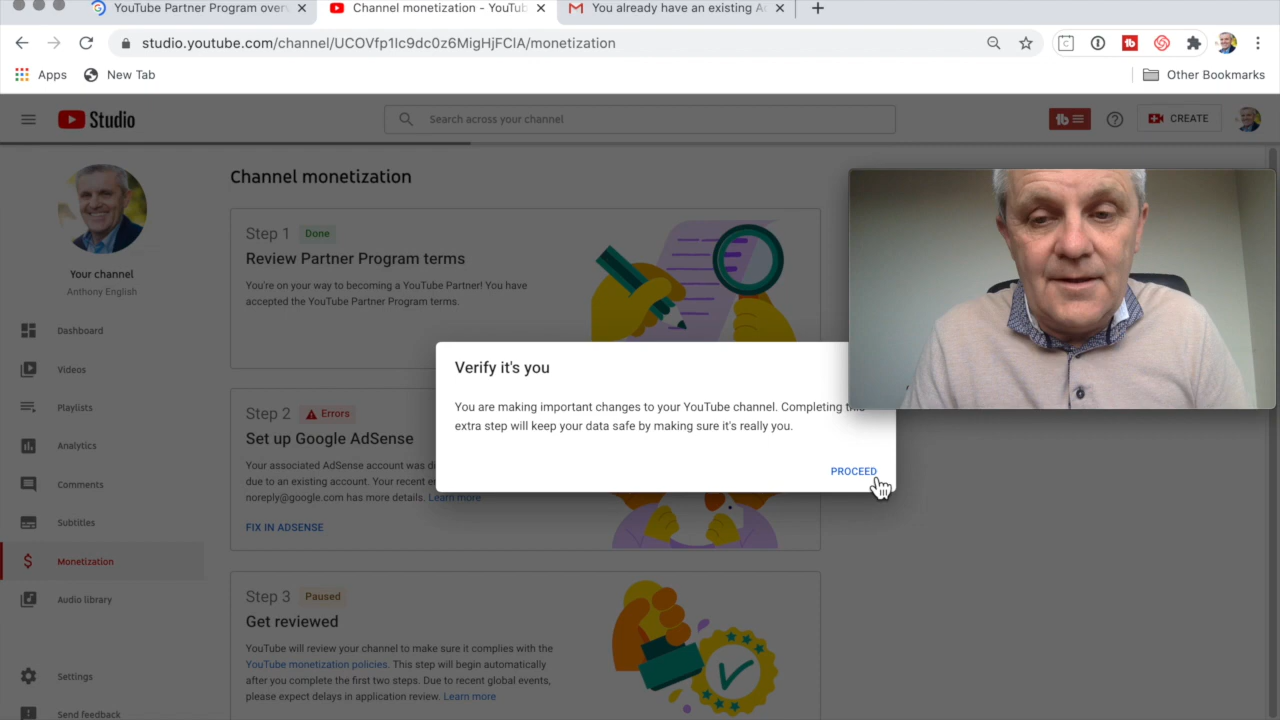 YouTube Partner Program over
Channel monetization - YouTub
You already have an existing A
studio.youtube.com/channel/UCOVfp1lc9dc0z6MigHjFCIA/monetization
Apps
New Tab
Other Bookmarks
Studio
Search across your channel
CREATE
Your channel
Anthony English
Dashboard
Videos
Playlists
Analytics
Comments
Subtitles
Monetization
Audio library
Settings
Send feedback
Channel monetization
Step 1 Done
Review Partner Program terms
You're on your way to becoming a YouTube Partner! You have
accepted the YouTube Partner Program terms.
Step 2 Errors
Set up Google AdSense
Your associated AdSense account was di
due to an existing account. Your recent e
noreply@google.com has more details. Learn more
FIX IN ADSENSE
Verify it's you
You are making important changes to your YouTube channel. Completing this
extra step will keep your data safe by making sure it's really you.
PROCEED
Step 3 Paused
Get reviewed
YouTube will review your channel to make sure it complies with the
YouTube monetization policies. This step will begin automatically
after you complete the first two steps. Due to recent global events,
please expect delays in application review. Learn more